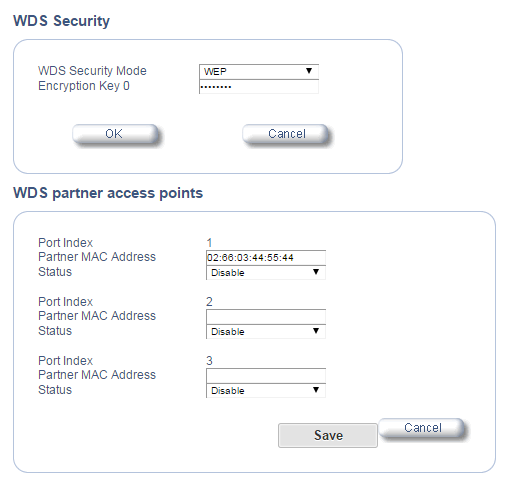 WDS Security
WDS Security Mode WEP
Encryption Key 0 ••••••••
OK Cancel
WDS partner access points
Port Index 1
Partner MAC Address 02:66:03:44:55:44
Status Disable
Port Index 2
Partner MAC Address
Status Disable
Port Index 3
Partner MAC Address
Status Disable
Save Cancel